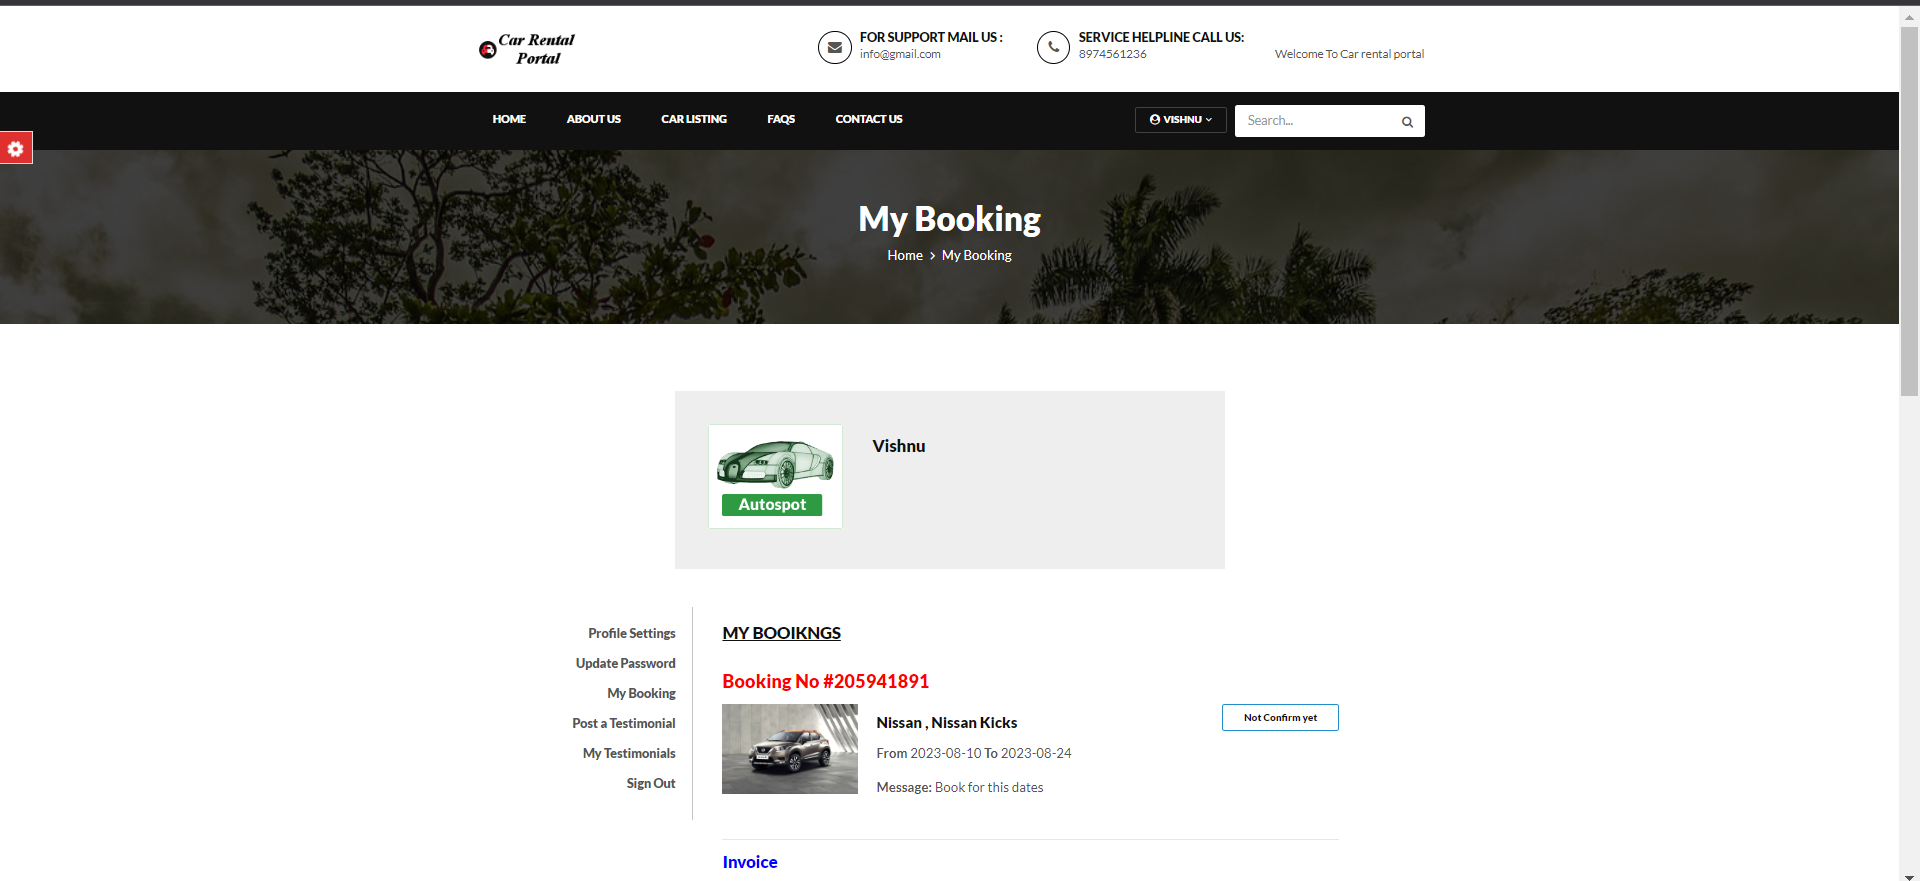 Car Rental
Portal
FOR SUPPORT MAIL US :
info@gmail.com
SERVICE HELPLINE CALL US:
8974561236
Welcome To Car rental portal
HOME
ABOUT US
CAR LISTING
FAQS
CONTACT US
VISHNU
Search...
My Booking
Home > My Booking
Autospot
Vishnu
Profile Settings
Update Password
My Booking
Post a Testimonial
My Testimonials
Sign Out
MY BOOIKNGS
Booking No #205941891
Nissan , Nissan Kicks
From 2023-08-10 To 2023-08-24
Message: Book for this dates
Not Confirm yet
Invoice